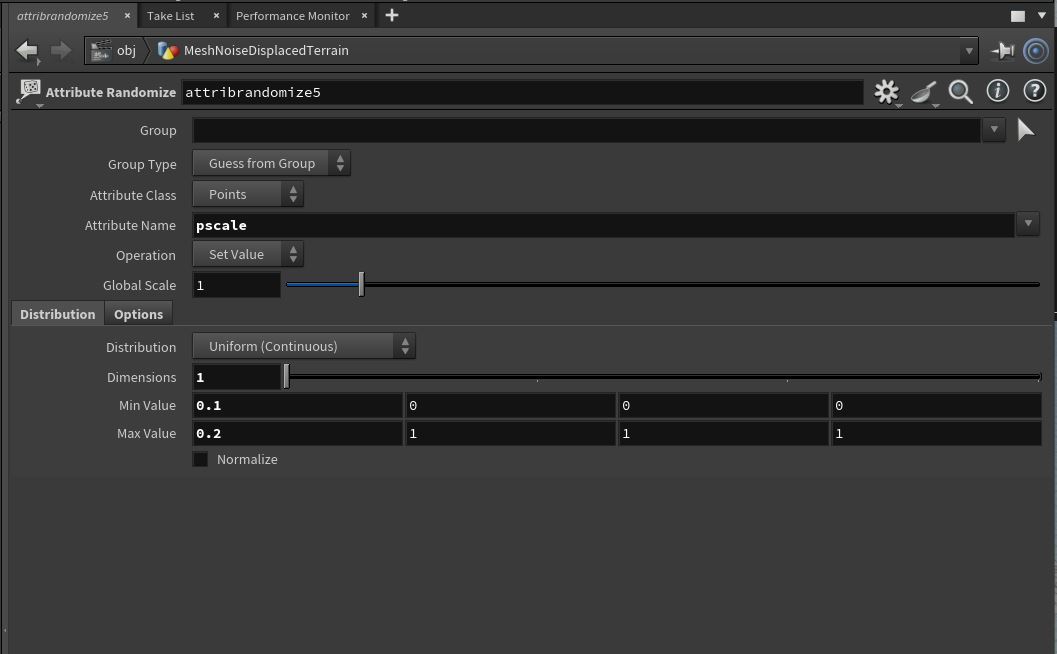 attribrandomize5 × Take List × Performance Monitor × +
obj MeshNoiseDisplacedTerrain
Attribute Randomize attribrandomize5
Group
Group Type Guess from Group
Attribute Class Points
Attribute Name pscale
Operation Set Value
Global Scale 1
Distribution Options
Distribution Uniform (Continuous)
Dimensions 1
Min Value 0.1 0 0 0
Max Value 0.2 1 1 1
Normalize